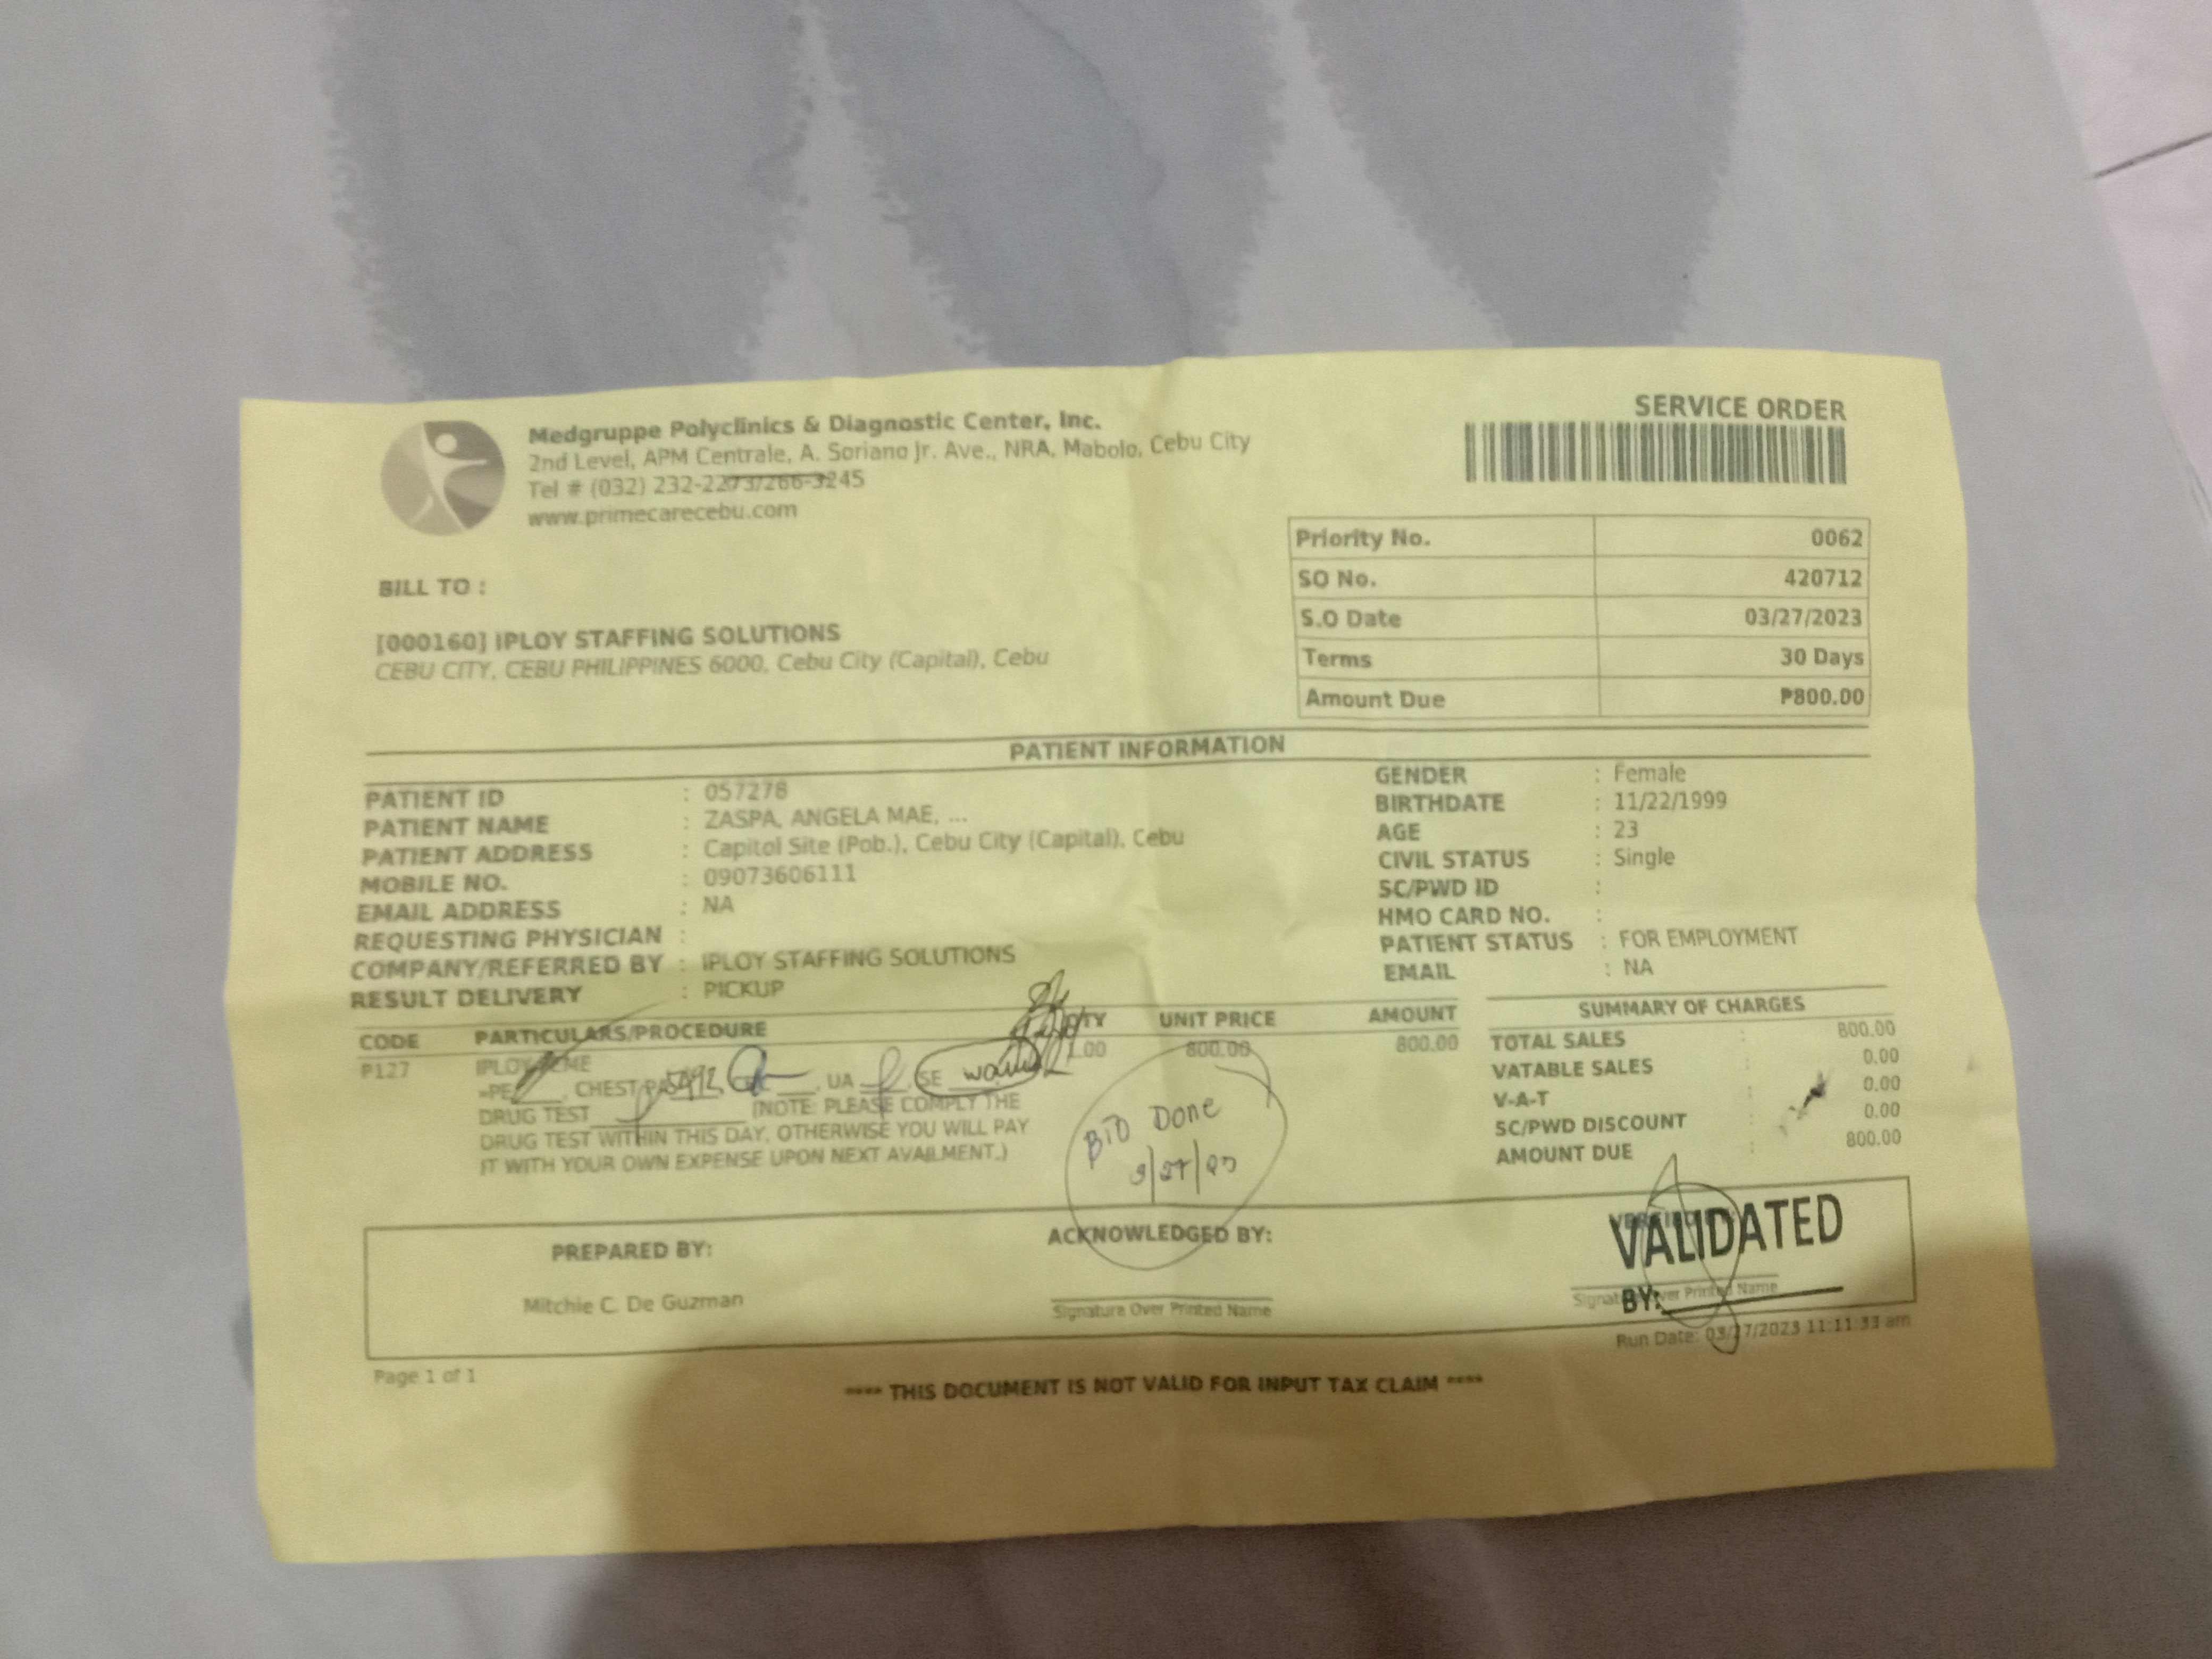 Medgruppe Polyclinics & Diagnostic Center, Inc.
2nd Level, APM Centrale, A. Soriano Jr. Ave., NRA, Mabolo, Cebu City
Tel # (032) 232-2273/266-3245
www.primecarecebu.com
SERVICE ORDER
Priority No. 0062
SO No. 420712
S.O Date 03/27/2023
Terms 30 Days
Amount Due ₱800.00
BILL TO :
[000160] IPLOY STAFFING SOLUTIONS
CEBU CITY, CEBU PHILIPPINES 6000, Cebu City (Capital), Cebu
PATIENT INFORMATION
PATIENT ID : 057278
PATIENT NAME : ZASPA, ANGELA MAE, ...
PATIENT ADDRESS : Capitol Site (Pob.), Cebu City (Capital), Cebu
MOBILE NO. : 09073606111
EMAIL ADDRESS : NA
REQUESTING PHYSICIAN :
COMPANY/REFERRED BY : IPLOY STAFFING SOLUTIONS
RESULT DELIVERY : PICKUP
GENDER : Female
BIRTHDATE : 11/22/1999
AGE : 23
CIVIL STATUS : Single
SC/PWD ID :
HMO CARD NO. :
PATIENT STATUS : FOR EMPLOYMENT
EMAIL : NA
CODE PARTICULARS/PROCEDURE QTY UNIT PRICE AMOUNT
P127 IPLOY 1.00 800.00 800.00
»PE , CHEST , UA , SE
DRUG TEST (NOTE: PLEASE COMPLY THE
DRUG TEST WITHIN THIS DAY. OTHERWISE YOU WILL PAY
IT WITH YOUR OWN EXPENSE UPON NEXT AVAILMENT.)
Done
SUMMARY OF CHARGES
TOTAL SALES : 800.00
VATABLE SALES 0.00
V-A-T 0.00
SC/PWD DISCOUNT : 0.00
AMOUNT DUE : 800.00
PREPARED BY:
Mitchie C. De Guzman
ACKNOWLEDGED BY:
Signature Over Printed Name
VALIDATED
Signature Over Printed Name
BY:
Run Date: 03/27/2023 11:11:33 am
Page 1 of 1
**** THIS DOCUMENT IS NOT VALID FOR INPUT TAX CLAIM ****